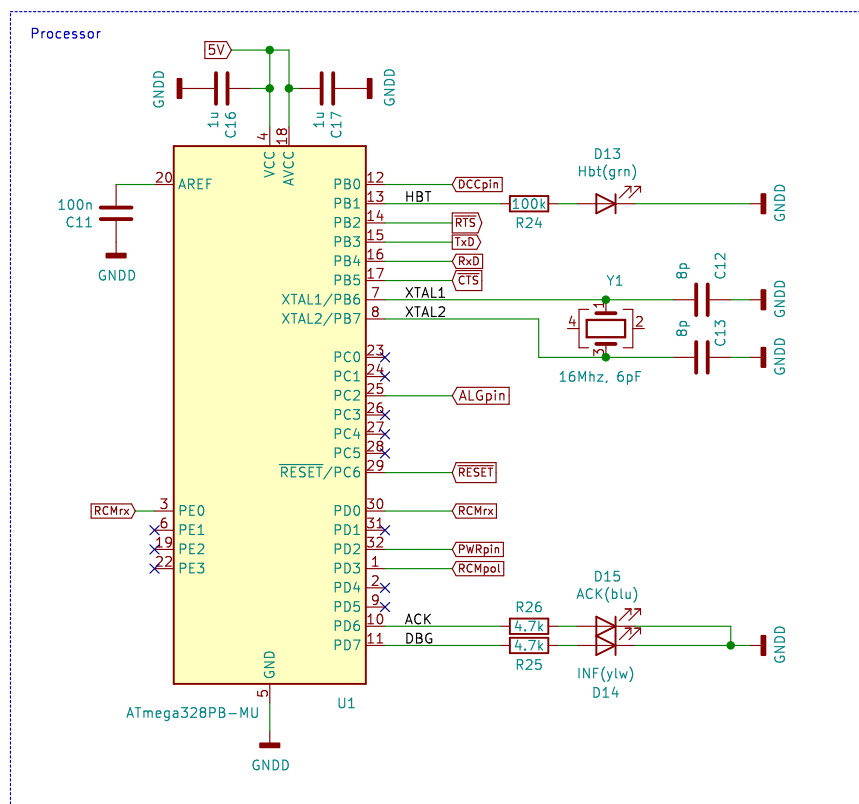 Processor
5V
GNDD
1u
C16
1u
C17
GNDD
4
18
VCC
AVCC
20
AREF
100n
C11
GNDD
PB0
12
DCCpin
PB1
13
HBT
100k
R24
D13
Hbt(grn)
GNDD
PB2
14
RTS
PB3
15
TxD
PB4
16
RxD
PB5
17
CTS
XTAL1/PB6
7
XTAL1
XTAL2/PB7
8
XTAL2
Y1
1
4
2
3
16Mhz, 6pF
8p
C12
GNDD
8p
C13
GNDD
PC0
23
PC1
24
PC2
25
ALGpin
PC3
26
PC4
27
PC5
28
RESET/PC6
29
RESET
RCMrx
3
PE0
6
PE1
19
PE2
22
PE3
PD0
30
RCMrx
PD1
31
PD2
32
PWRpin
PD3
1
RCMpol
PD4
2
PD5
9
PD6
10
ACK
PD7
11
DBG
R26
4.7k
4.7k
R25
D15
ACK(blu)
INF(ylw)
D14
GNDD
GND
5
U1
ATmega328PB-MU
GNDD